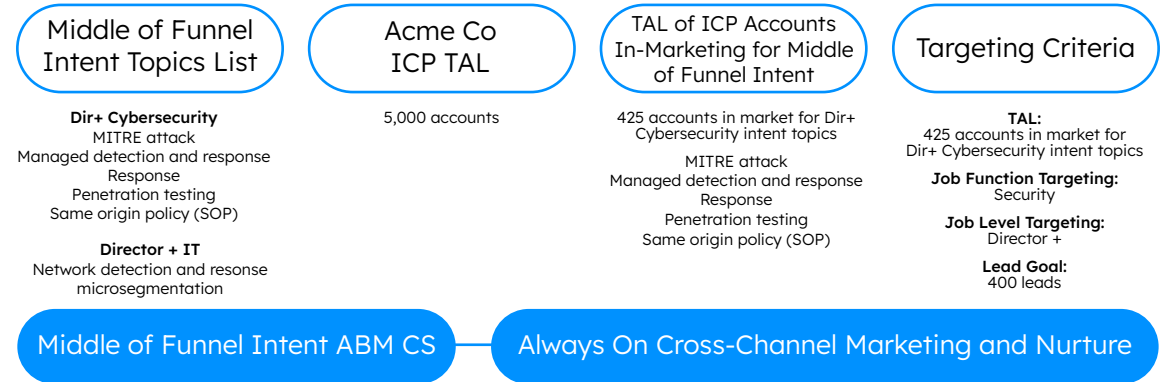 Middle of Funnel
Intent Topics List
Dir+ Cybersecurity
MITRE attack
Managed detection and response
Response
Penetration testing
Same origin policy (SOP)
Director + IT
Network detection and resonse
microsegmentation
Acme Co
ICP TAL
5,000 accounts
TAL of ICP Accounts
In-Marketing for Middle
of Funnel Intent
425 accounts in market for Dir+
Cybersecurity intent topics
MITRE attack
Managed detection and response
Response
Penetration testing
Same origin policy (SOP)
Targeting Criteria
TAL:
425 accounts in market for
Dir+ Cybersecurity intent topics
Job Function Targeting:
Security
Job Level Targeting:
Director +
Lead Goal:
400 leads
Middle of Funnel Intent ABM CS
Always On Cross-Channel Marketing and Nurture